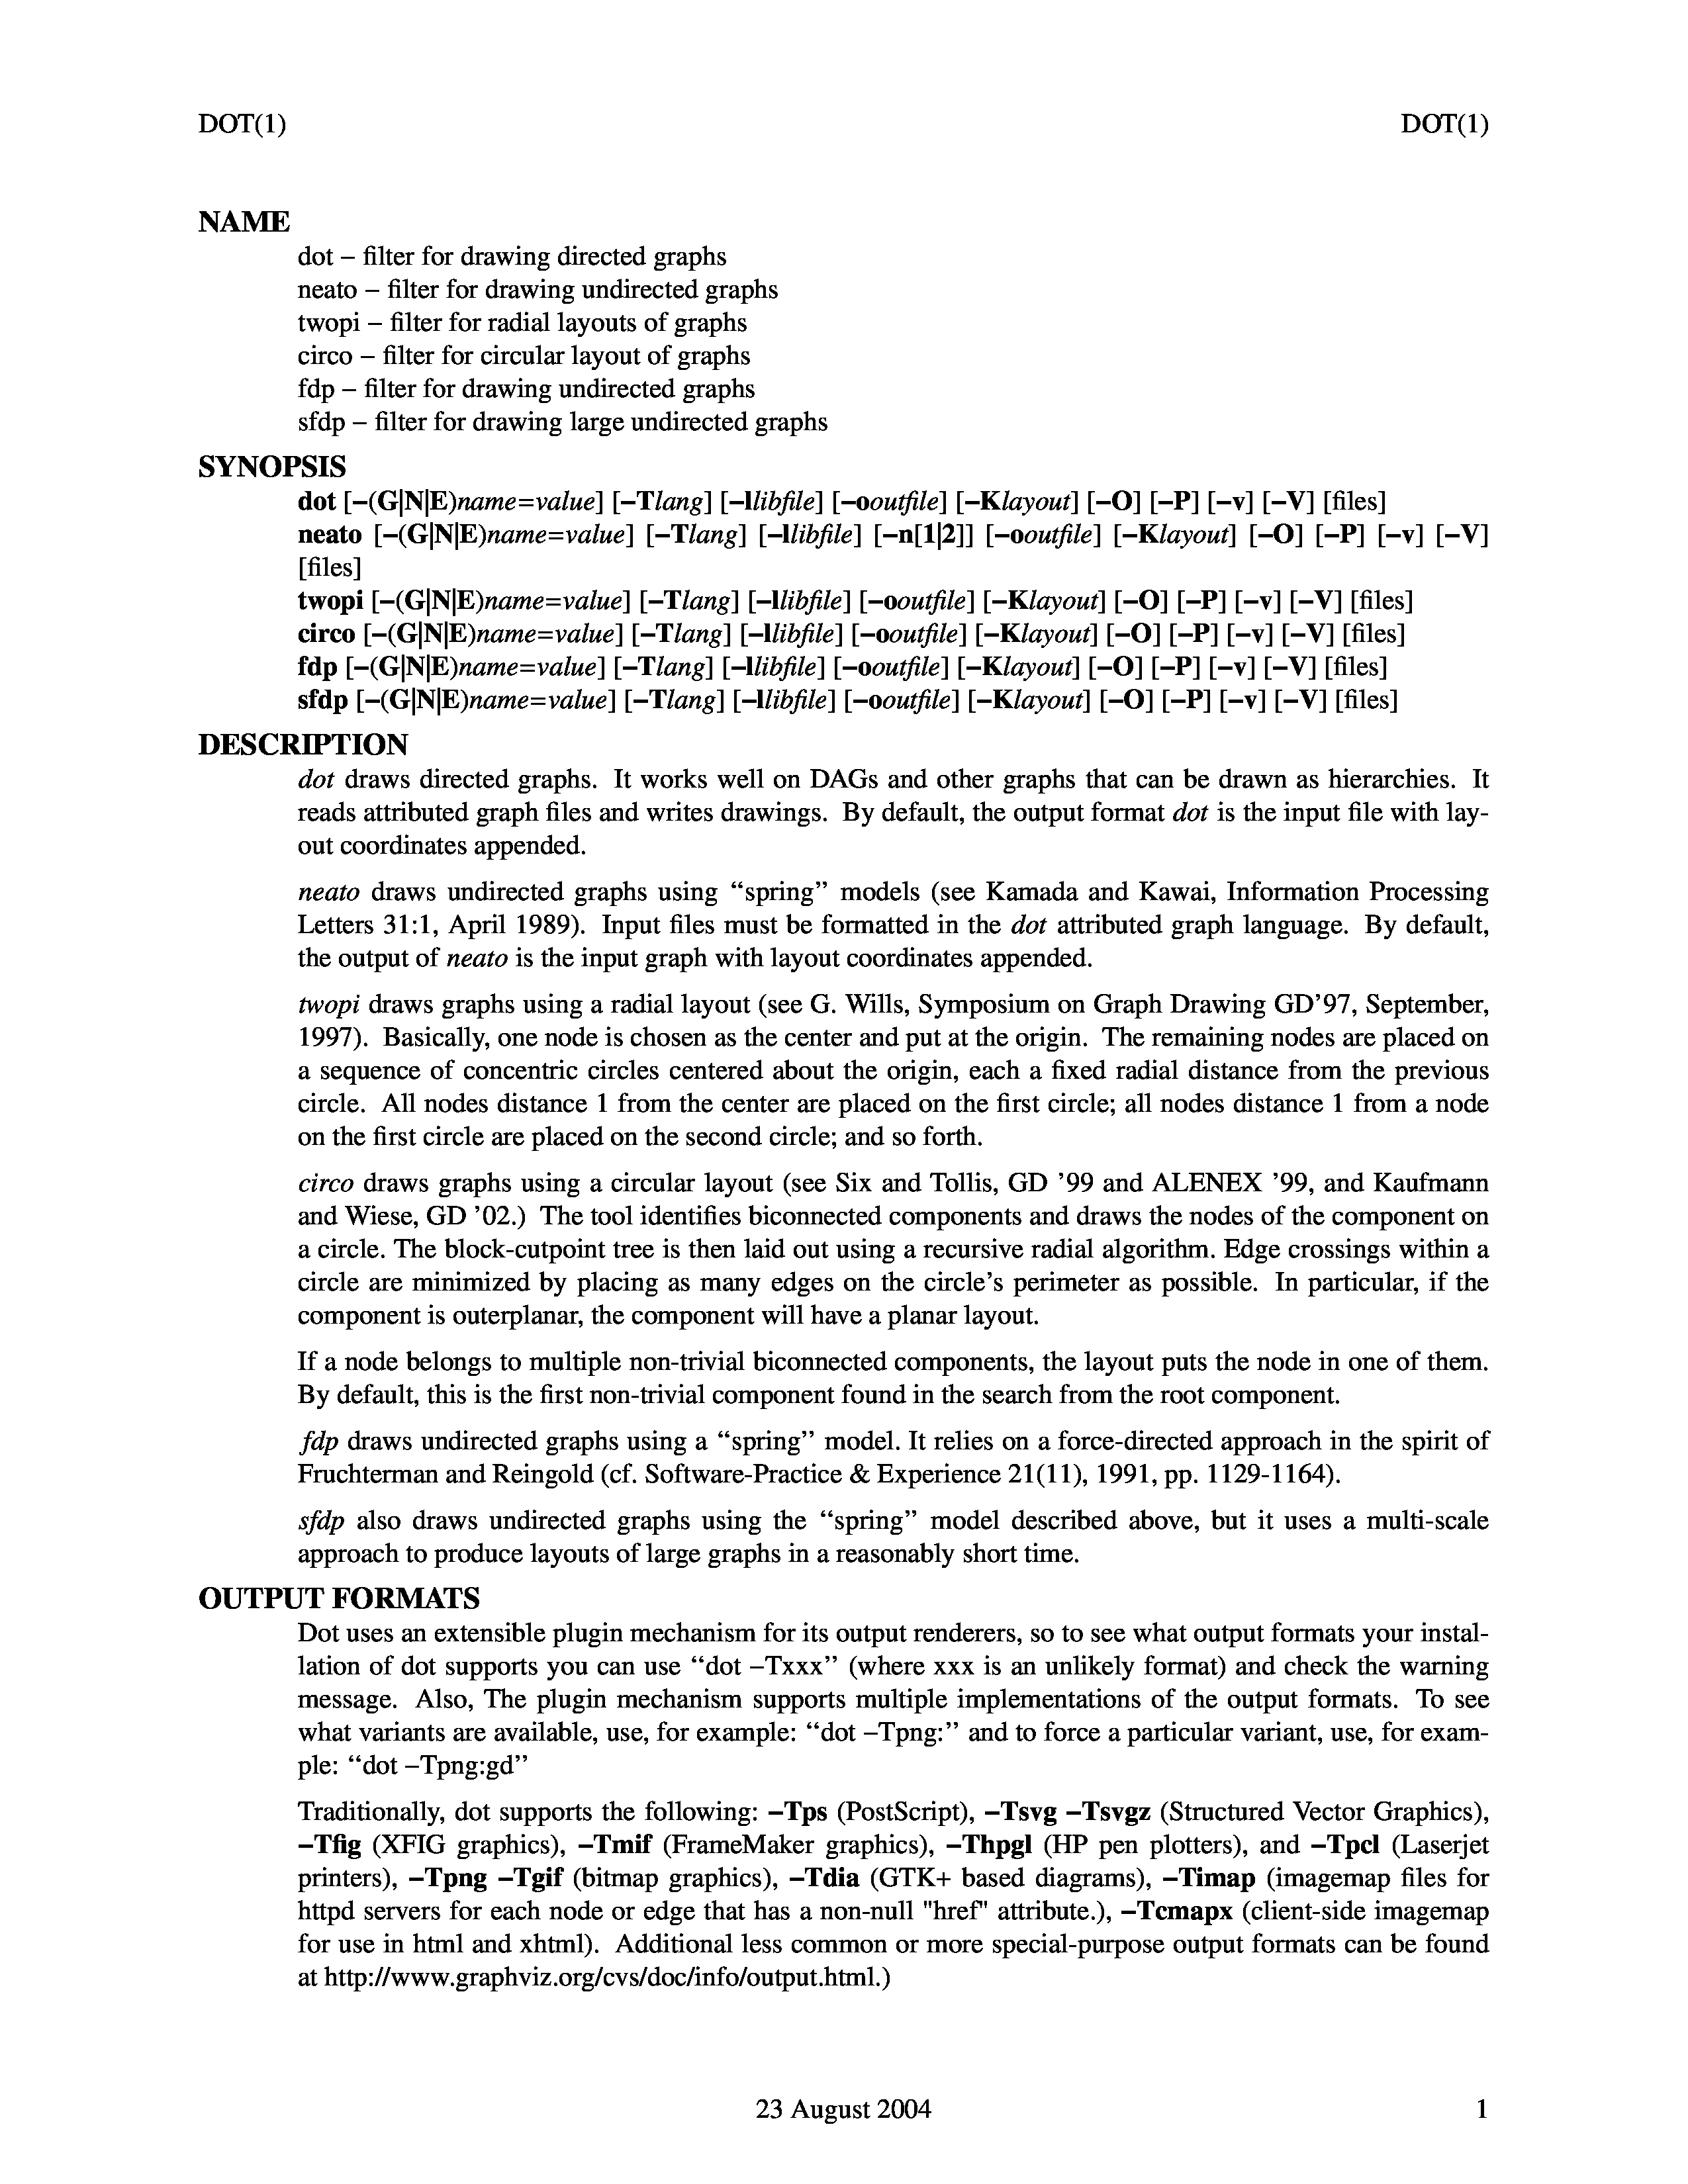 DOT(1) DOT(1)
NAME
dot – filter for drawing directed graphs
neato – filter for drawing undirected graphs
twopi – filter for radial layouts of graphs
circo – filter for circular layout of graphs
fdp – filter for drawing undirected graphs
sfdp – filter for drawing large undirected graphs
SYNOPSIS
dot [–(G|N|E)name=value] [–Tlang] [–llibfile] [–ooutfile] [–Klayout] [–O] [–P] [–v] [–V] [files]
neato [–(G|N|E)name=value] [–Tlang] [–llibfile] [–n[1|2]] [–ooutfile] [–Klayout] [–O] [–P] [–v] [–V]
[files]
twopi [–(G|N|E)name=value] [–Tlang] [–llibfile] [–ooutfile] [–Klayout] [–O] [–P] [–v] [–V] [files]
circo [–(G|N|E)name=value] [–Tlang] [–llibfile] [–ooutfile] [–Klayout] [–O] [–P] [–v] [–V] [files]
fdp [–(G|N|E)name=value] [–Tlang] [–llibfile] [–ooutfile] [–Klayout] [–O] [–P] [–v] [–V] [files]
sfdp [–(G|N|E)name=value] [–Tlang] [–llibfile] [–ooutfile] [–Klayout] [–O] [–P] [–v] [–V] [files]
DESCRIPTION
dot draws directed graphs. It works well on DAGs and other graphs that can be drawn as hierarchies. It
reads attributed graph files and writes drawings. By default, the output format dot is the input file with lay-
out coordinates appended.
neato draws undirected graphs using “spring” models (see Kamada and Kawai, Information Processing
Letters 31:1, April 1989). Input files must be formatted in the dot attributed graph language. By default,
the output of neato is the input graph with layout coordinates appended.
twopi draws graphs using a radial layout (see G. Wills, Symposium on Graph Drawing GD’97, September,
1997). Basically, one node is chosen as the center and put at the origin. The remaining nodes are placed on
a sequence of concentric circles centered about the origin, each a fixed radial distance from the previous
circle. All nodes distance 1 from the center are placed on the first circle; all nodes distance 1 from a node
on the first circle are placed on the second circle; and so forth.
circo draws graphs using a circular layout (see Six and Tollis, GD ’99 and ALENEX ’99, and Kaufmann
and Wiese, GD ’02.) The tool identifies biconnected components and draws the nodes of the component on
a circle. The block-cutpoint tree is then laid out using a recursive radial algorithm. Edge crossings within a
circle are minimized by placing as many edges on the circle’s perimeter as possible. In particular, if the
component is outerplanar, the component will have a planar layout.
If a node belongs to multiple non-trivial biconnected components, the layout puts the node in one of them.
By default, this is the first non-trivial component found in the search from the root component.
fdp draws undirected graphs using a “spring” model. It relies on a force-directed approach in the spirit of
Fruchterman and Reingold (cf. Software-Practice & Experience 21(11), 1991, pp. 1129-1164).
sfdp also draws undirected graphs using the “spring” model described above, but it uses a multi-scale
approach to produce layouts of large graphs in a reasonably short time.
OUTPUT FORMATS
Dot uses an extensible plugin mechanism for its output renderers, so to see what output formats your instal-
lation of dot supports you can use “dot –Txxx” (where xxx is an unlikely format) and check the warning
message. Also, The plugin mechanism supports multiple implementations of the output formats. To see
what variants are available, use, for example: “dot –Tpng:” and to force a particular variant, use, for exam-
ple: “dot –Tpng:gd”
Traditionally, dot supports the following: –Tps (PostScript), –Tsvg –Tsvgz (Structured Vector Graphics),
–Tfig (XFIG graphics), –Tmif (FrameMaker graphics), –Thpgl (HP pen plotters), and –Tpcl (Laserjet
printers), –Tpng –Tgif (bitmap graphics), –Tdia (GTK+ based diagrams), –Timap (imagemap files for
httpd servers for each node or edge that has a non-null "href" attribute.), –Tcmapx (client-side imagemap
for use in html and xhtml). Additional less common or more special-purpose output formats can be found
at http://www.graphviz.org/cvs/doc/info/output.html.)
23 August 2004 1